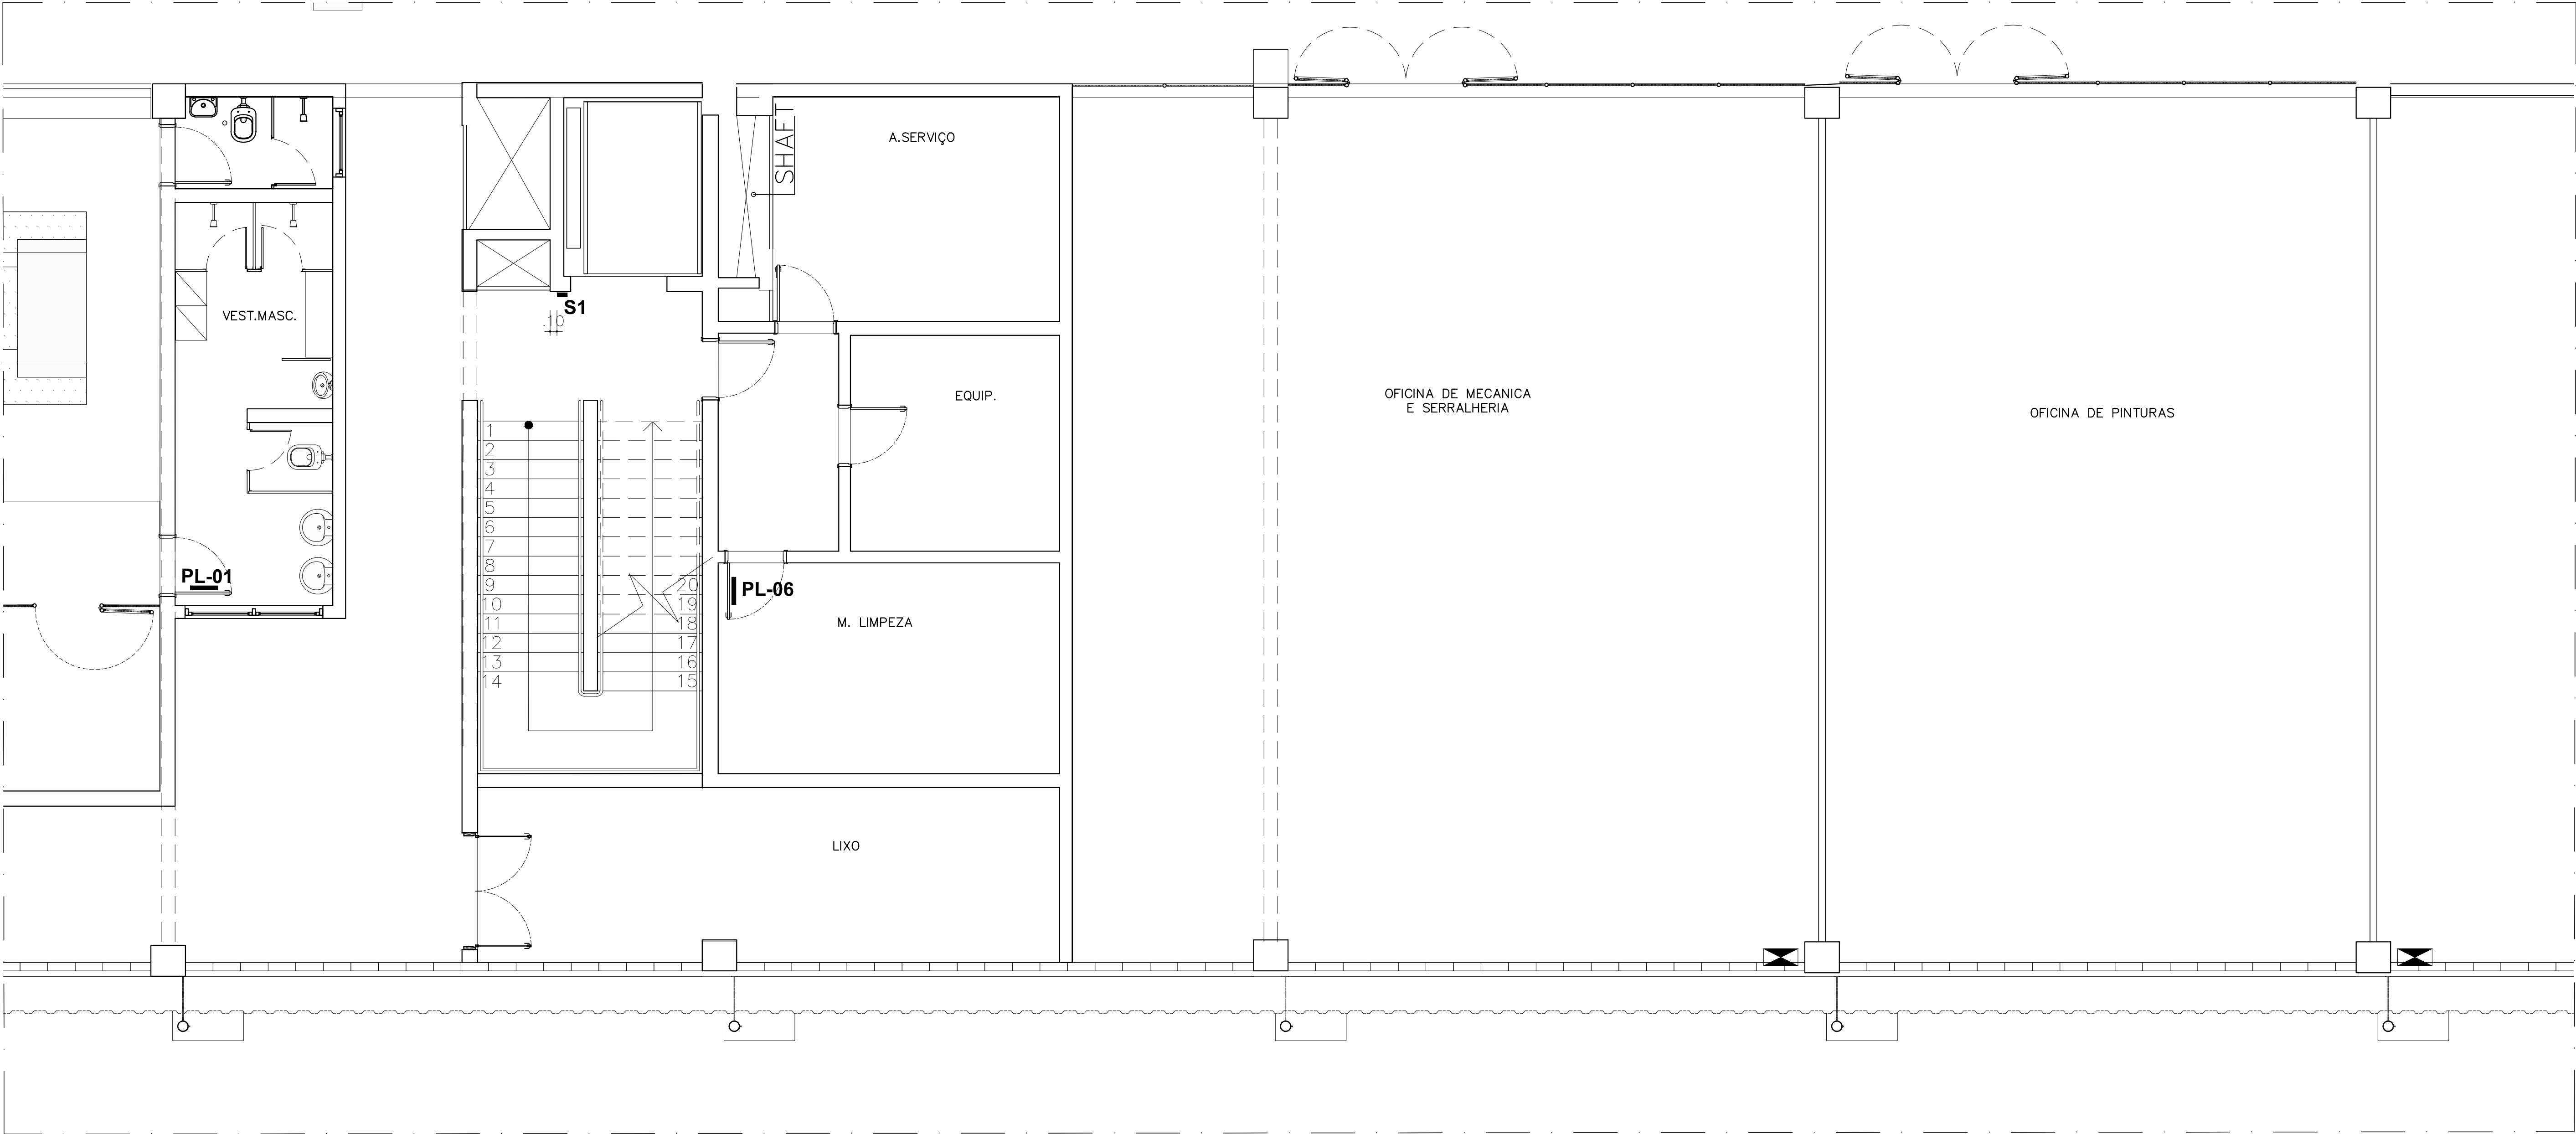 SHAFT
A.SERVIÇO
VEST.MASC.
S1
.10
EQUIP.
OFICINA DE MECANICA
E SERRALHERIA
OFICINA DE PINTURAS
1
2
3
4
5
6
7
8
9
10
11
12
13
14
20
19
18
17
16
15
PL-01
PL-06
M. LIMPEZA
LIXO